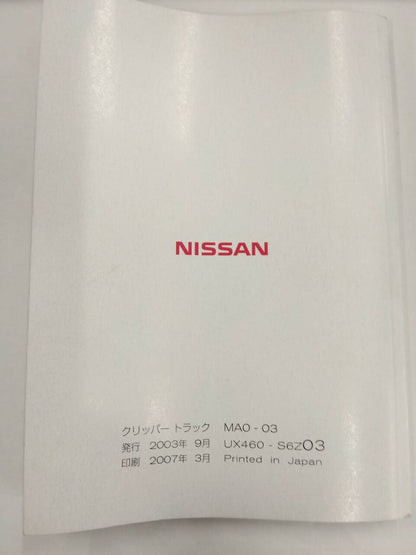 NISSAN
クリッパートラック MA0 - 03
発行 2003年 9月 UX460 - S6Z03
印刷 2007年 3月 Printed in Japan